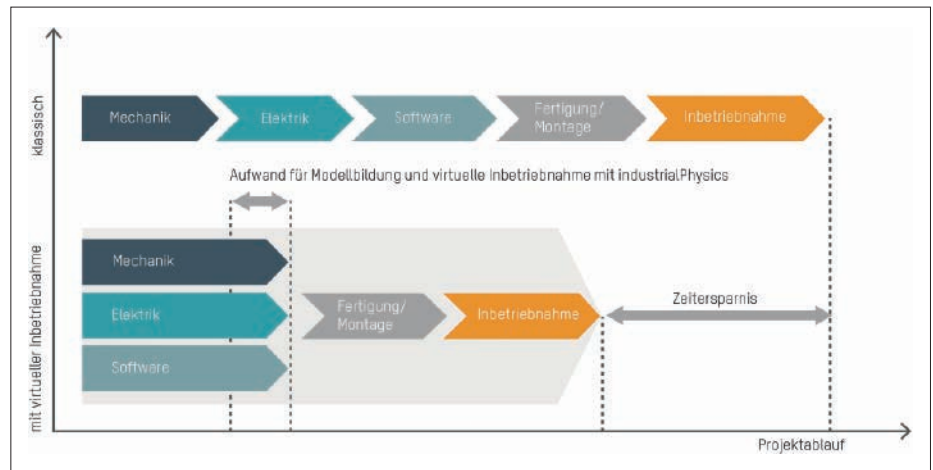 klassisch
Mechanik
Elektrik
Software
Fertigung/
Montage
Inbetriebnahme
Aufwand für Modellbildung und virtuelle Inbetriebnahme mit industrialPhysics
mit virtueller Inbetriebnahme
Mechanik
Elektrik
Software
Fertigung/
Montage
Inbetriebnahme
Zeitersparnis
Projektablauf